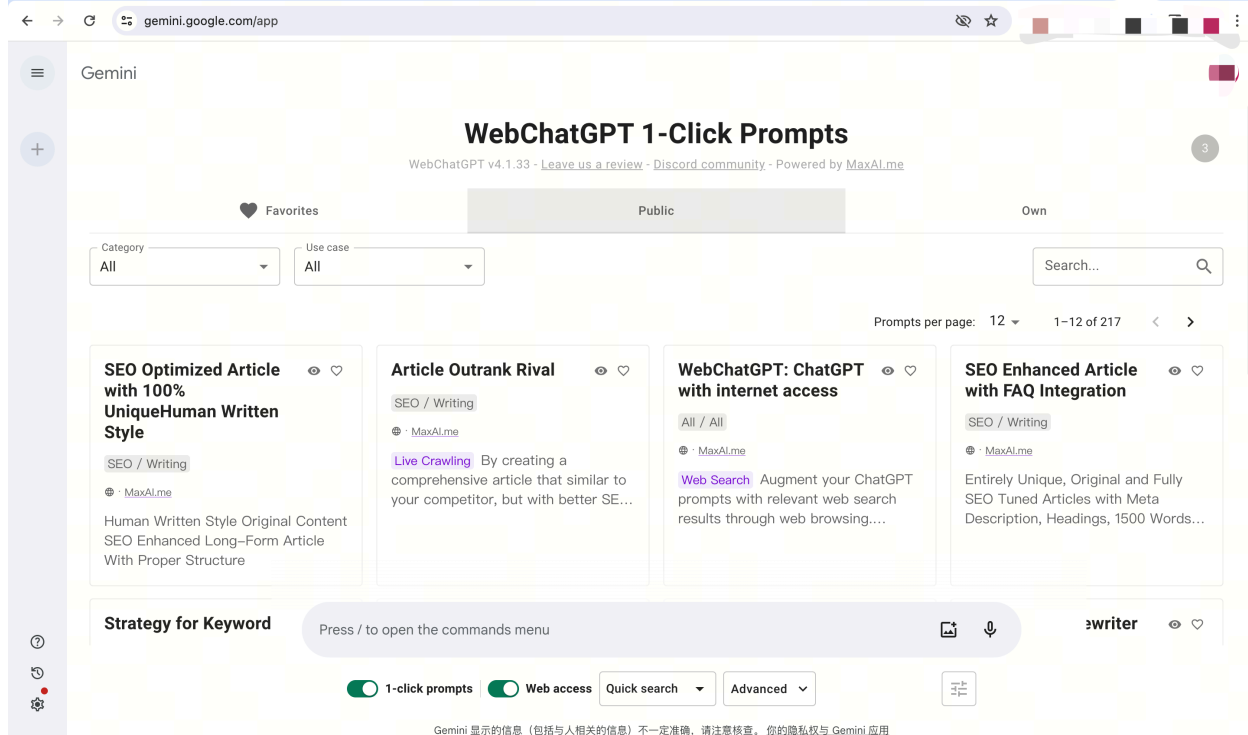 gemini.google.com/app
Gemini
WebChatGPT 1-Click Prompts
WebChatGPT v4.1.33 - Leave us a review - Discord community - Powered by MaxAI.me
3
Favorites
Public
Own
Category
All
Use case
All
Search...
Prompts per page: 12
1–12 of 217
SEO Optimized Article
with 100%
UniqueHuman Written
Style
SEO / Writing
· MaxAI.me
Human Written Style Original Content
SEO Enhanced Long-Form Article
With Proper Structure
Article Outrank Rival
SEO / Writing
· MaxAI.me
Live Crawling By creating a
comprehensive article that similar to
your competitor, but with better SE...
WebChatGPT: ChatGPT
with internet access
All / All
· MaxAI.me
Web Search Augment your ChatGPT
prompts with relevant web search
results through web browsing....
SEO Enhanced Article
with FAQ Integration
SEO / Writing
· MaxAI.me
Entirely Unique, Original and Fully
SEO Tuned Articles with Meta
Description, Headings, 1500 Words...
Strategy for Keyword
ewriter
Press / to open the commands menu
1-click prompts
Web access
Quick search
Advanced
Gemini 显示的信息（包括与人相关的信息）不一定准确，请注意核查。 你的隐私权与 Gemini 应用